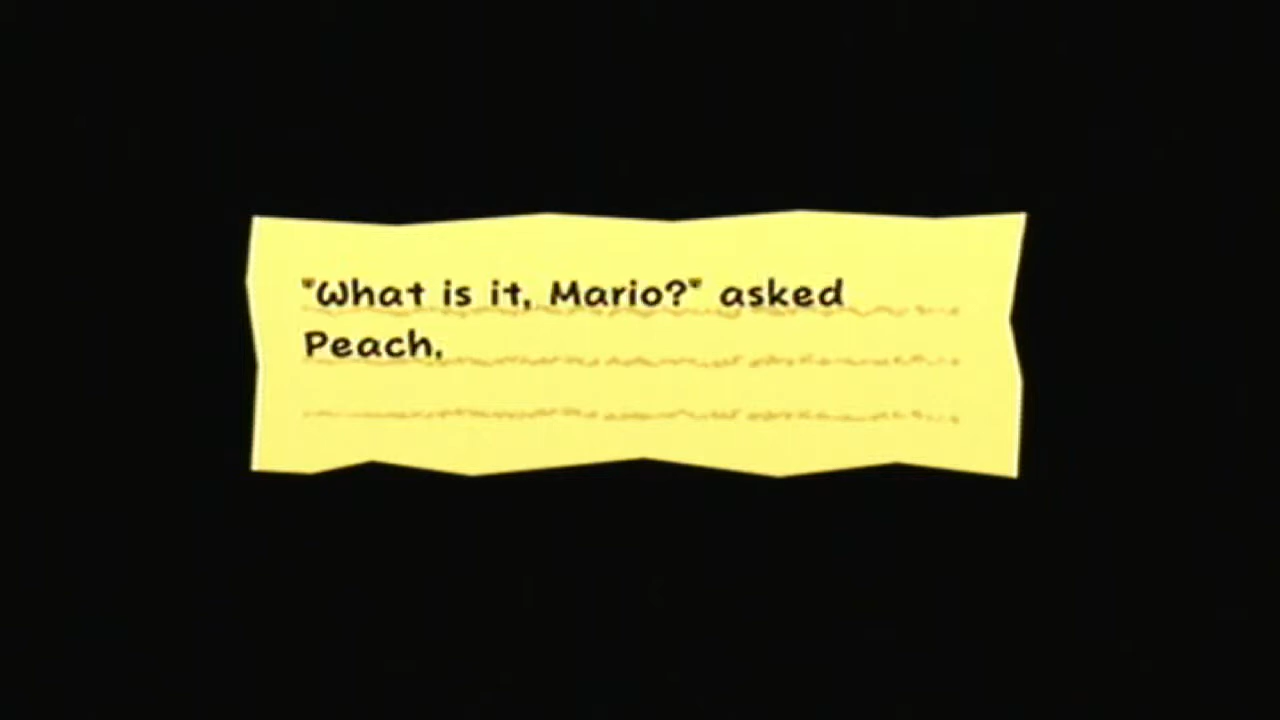 "What is it, Mario?" asked
Peach.